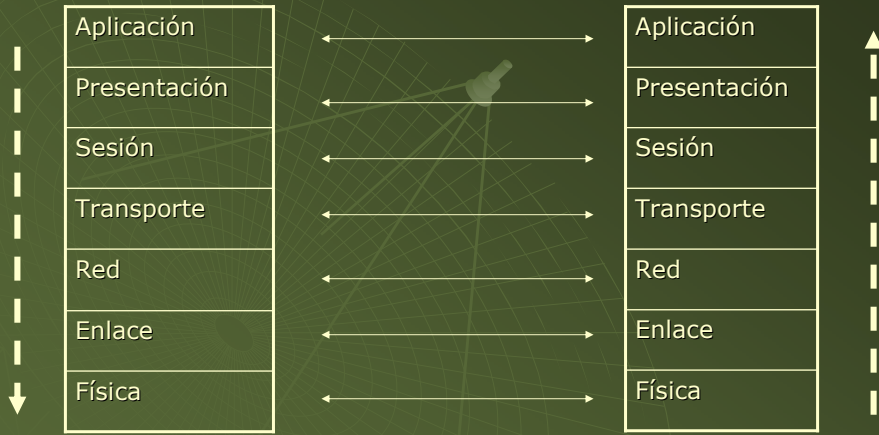 Aplicación
Presentación
Sesión
Transporte
Red
Enlace
Física
Aplicación
Presentación
Sesión
Transporte
Red
Enlace
Física